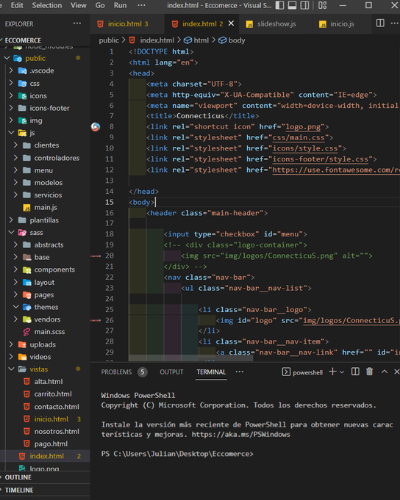 Selection View Go ... index.html - Eccomerce - Visual S
EXPLORER
inicio.html 3
index.html 2
slideshow.js
inicio.js
public > index.html > html > body
ECCOMERCE
node_modules
public
.vscode
css
icons
icons-footer
img
js
clientes
controladores
menu
modelos
servicios
main.js
plantillas
sass
abstracts
base
components
layout
pages
themes
vendors
main.scss
uploads
videos
vistas
alta.html
carrito.html
contacto.html
inicio.html 3
nosotros.html
pago.html
index.html 2
logo.png
OUTLINE
TIMELINE
1 <!DOCTYPE html>
2 <html lang="en">
3 <head>
4 <meta charset="UTF-8">
5 <meta http-equiv="X-UA-Compatible" content="IE=edge">
6 <meta name="viewport" content="width=device-width, initial
7 <title>Connecticus</title>
8 <link rel="shortcut icon" href="logo.png">
9 <link rel="stylesheet" href="css/main.css">
10 <link rel="stylesheet" href="icons/style.css">
11 <link rel="stylesheet" href="icons-footer/style.css">
12 <link rel="stylesheet" href="https://use.fontawesome.com/re
13
14 </head>
15 <body>
16 <header class="main-header">
17
18 <input type="checkbox" id="menu">
19 <!-- <div class="logo-container">
20 <img src="img/logos/ConnecticuS.png" alt="">
21 </div> -->
22 <nav class="nav-bar">
23 <ul class="nav-bar__nav-list">
24
25 <li class="nav-bar__logo">
26 <img id="logo" src="img/logos/ConnecticuS.p
27 </li>
28 <li class="nav-bar__nav-item">
29 <a class="nav-bar__nav-link" href="" id="i
PROBLEMS 5 OUTPUT TERMINAL ... powershell
Windows PowerShell
Copyright (C) Microsoft Corporation. Todos los derechos reservados.
Instale la versión más reciente de PowerShell para obtener nuevas carac
terísticas y mejoras. https://aka.ms/PSWindows
PS C:\Users\Julian\Desktop\Eccomerce>